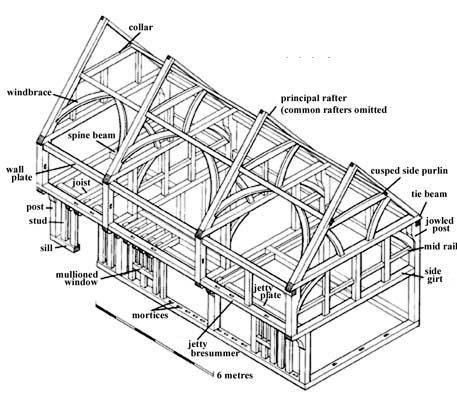 collar
windbrace
principal rafter
(common rafters omitted
spine beam
cusped side purlin
wall
plate
joist
tie beam
post
stud
jowled
post
mid rail
sill
side
girt
mullioned
window
jetty
plate
mortices
jetty
bresummer
6 metres